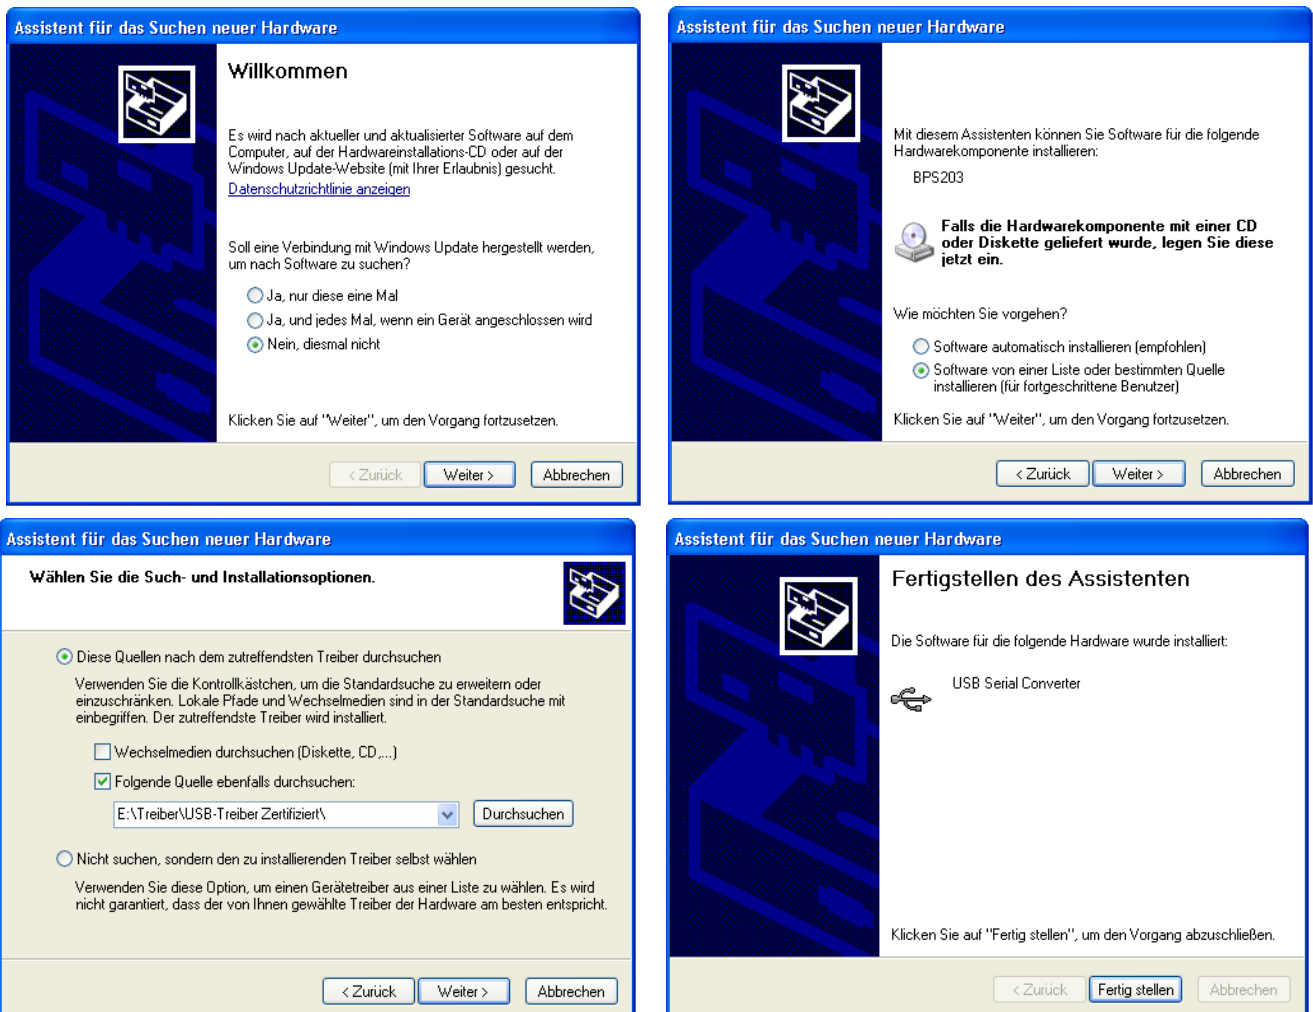 Assistent für das Suchen neuer Hardware
Willkommen
Es wird nach aktueller und aktualisierter Software auf dem
Computer, auf der Hardwareinstallations-CD oder auf der
Windows Update-Website (mit Ihrer Erlaubnis) gesucht.
Datenschutzrichtlinie anzeigen
Soll eine Verbindung mit Windows Update hergestellt werden,
um nach Software zu suchen?
Ja, nur diese eine Mal
Ja, und jedes Mal, wenn ein Gerät angeschlossen wird
Nein, diesmal nicht
Klicken Sie auf "Weiter", um den Vorgang fortzusetzen.
< Zurück
Weiter >
Abbrechen
Assistent für das Suchen neuer Hardware
Mit diesem Assistenten können Sie Software für die folgende
Hardwarekomponente installieren:
BPS203
Falls die Hardwarekomponente mit einer CD
oder Diskette geliefert wurde, legen Sie diese
jetzt ein.
Wie möchten Sie vorgehen?
Software automatisch installieren (empfohlen)
Software von einer Liste oder bestimmten Quelle
installieren (für fortgeschrittene Benutzer)
Klicken Sie auf "Weiter", um den Vorgang fortzusetzen.
< Zurück
Weiter >
Abbrechen
Assistent für das Suchen neuer Hardware
Wählen Sie die Such- und Installationsoptionen.
Diese Quellen nach dem zutreffendsten Treiber durchsuchen
Verwenden Sie die Kontrollkästchen, um die Standardsuche zu erweitern oder
einzuschränken. Lokale Pfade und Wechselmedien sind in der Standardsuche mit
einbegriffen. Der zutreffendste Treiber wird installiert.
Wechselmedien durchsuchen (Diskette, CD,...)
Folgende Quelle ebenfalls durchsuchen:
E:\Treiber\USB-Treiber Zertifiziert\
Durchsuchen
Nicht suchen, sondern den zu installierenden Treiber selbst wählen
Verwenden Sie diese Option, um einen Gerätetreiber aus einer Liste zu wählen. Es wird
nicht garantiert, dass der von Ihnen gewählte Treiber der Hardware am besten entspricht.
< Zurück
Weiter >
Abbrechen
Assistent für das Suchen neuer Hardware
Fertigstellen des Assistenten
Die Software für die folgende Hardware wurde installiert:
USB Serial Converter
Klicken Sie auf "Fertig stellen", um den Vorgang abzuschließen.
< Zurück
Fertig stellen
Abbrechen